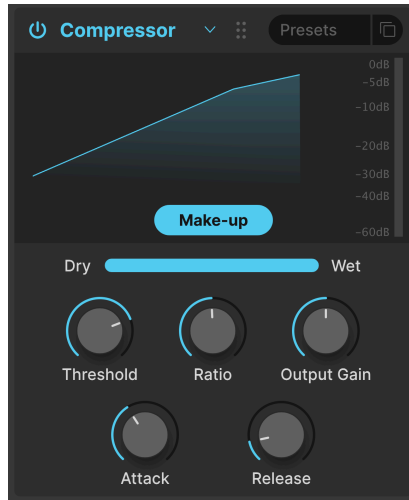 Compressor
Presets
0dB
−5dB
−10dB
−20dB
−30dB
−40dB
−60dB
Make-up
Dry Wet
Threshold Ratio Output Gain
Attack Release